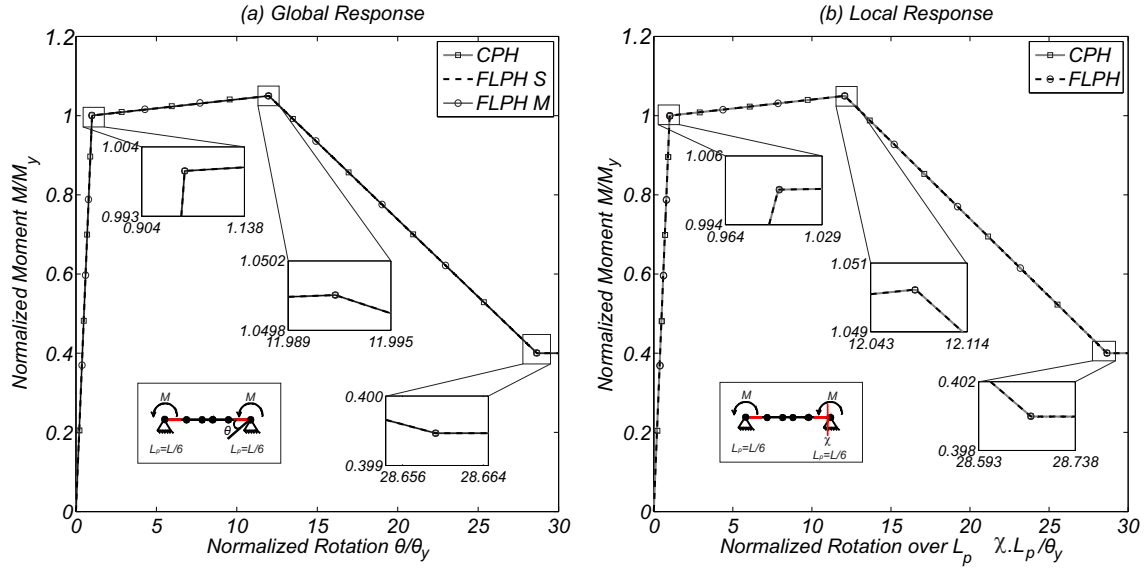 (a) Global Response
Normalized Moment M/My
1.2
1
0.8
0.6
0.4
0.2
0
CPH
FLPH S
FLPH M
1.004
0.993
0.904
1.138
1.0502
1.0498
11.989
11.995
0.400
0.399
28.656
28.664
M
M
θ
Lp=L/6
Lp=L/6
0
5
10
15
20
25
30
Normalized Rotation θ/θy
(b) Local Response
Normalized Moment M/My
1.2
1
0.8
0.6
0.4
0.2
0
CPH
FLPH
1.006
0.994
0.964
1.029
1.051
1.049
12.043
12.114
0.402
0.398
28.593
28.738
M
M
χ
Lp=L/6
Lp=L/6
0
5
10
15
20
25
30
Normalized Rotation over Lp χ.Lp/θy